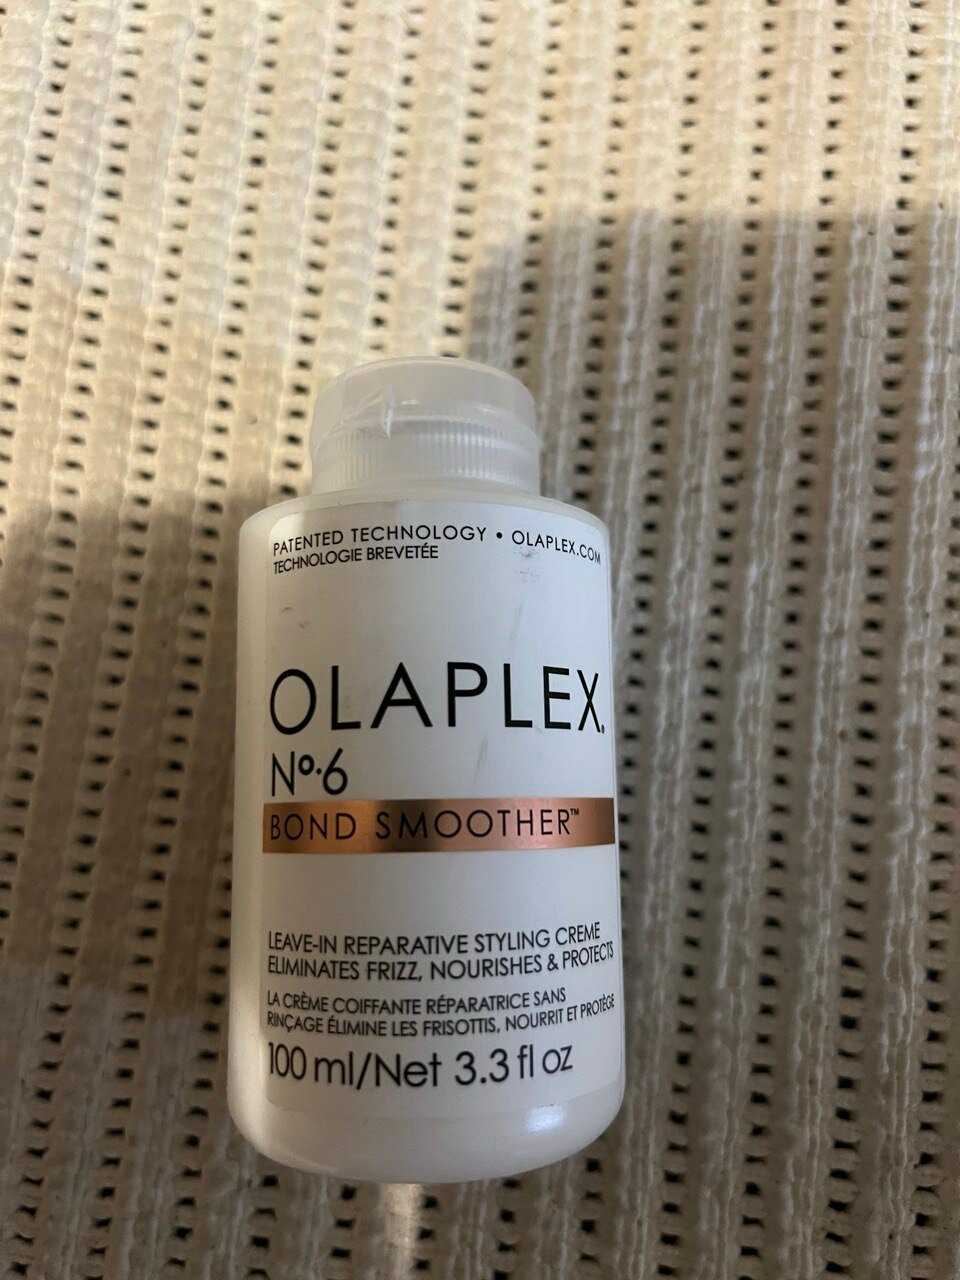 PATENTED TECHNOLOGY • OLAPLEX.COM
TECHNOLOGIE BREVETÉE
OLAPLEX.
Nº.6
BOND SMOOTHER™
LEAVE-IN REPARATIVE STYLING CREME
ELIMINATES FRIZZ, NOURISHES & PROTECTS
LA CRÈME COIFFANTE RÉPARATRICE SANS
RINÇAGE ÉLIMINE LES FRISOTTIS, NOURRIT ET PROTÈGE
100 ml/Net 3.3 fl oz